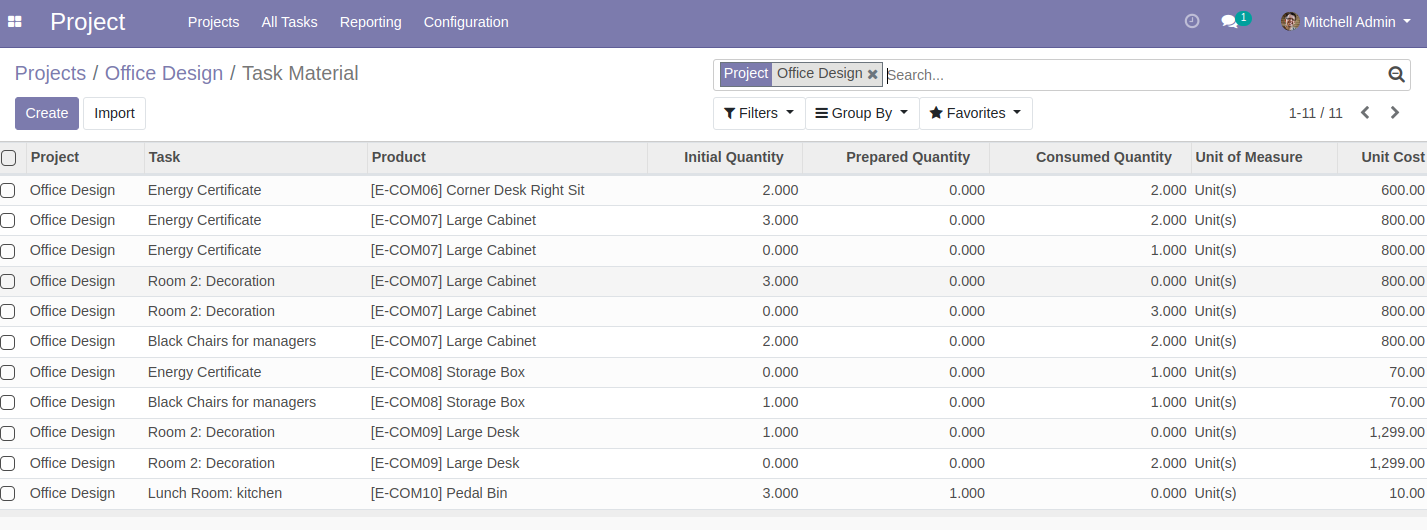 Project Projects All Tasks Reporting Configuration 1 Mitchell Admin
Projects / Office Design / Task Material Project Office Design Search...
Create Import Filters Group By Favorites 1-11 / 11
Project Task Product Initial Quantity Prepared Quantity Consumed Quantity Unit of Measure Unit Cost
Office Design Energy Certificate [E-COM06] Corner Desk Right Sit 2.000 0.000 2.000 Unit(s) 600.00
Office Design Energy Certificate [E-COM07] Large Cabinet 3.000 0.000 2.000 Unit(s) 800.00
Office Design Energy Certificate [E-COM07] Large Cabinet 0.000 0.000 1.000 Unit(s) 800.00
Office Design Room 2: Decoration [E-COM07] Large Cabinet 3.000 0.000 0.000 Unit(s) 800.00
Office Design Room 2: Decoration [E-COM07] Large Cabinet 0.000 0.000 3.000 Unit(s) 800.00
Office Design Black Chairs for managers [E-COM07] Large Cabinet 2.000 0.000 2.000 Unit(s) 800.00
Office Design Energy Certificate [E-COM08] Storage Box 0.000 0.000 1.000 Unit(s) 70.00
Office Design Black Chairs for managers [E-COM08] Storage Box 1.000 0.000 1.000 Unit(s) 70.00
Office Design Room 2: Decoration [E-COM09] Large Desk 1.000 0.000 0.000 Unit(s) 1,299.00
Office Design Room 2: Decoration [E-COM09] Large Desk 0.000 0.000 2.000 Unit(s) 1,299.00
Office Design Lunch Room: kitchen [E-COM10] Pedal Bin 3.000 1.000 0.000 Unit(s) 10.00